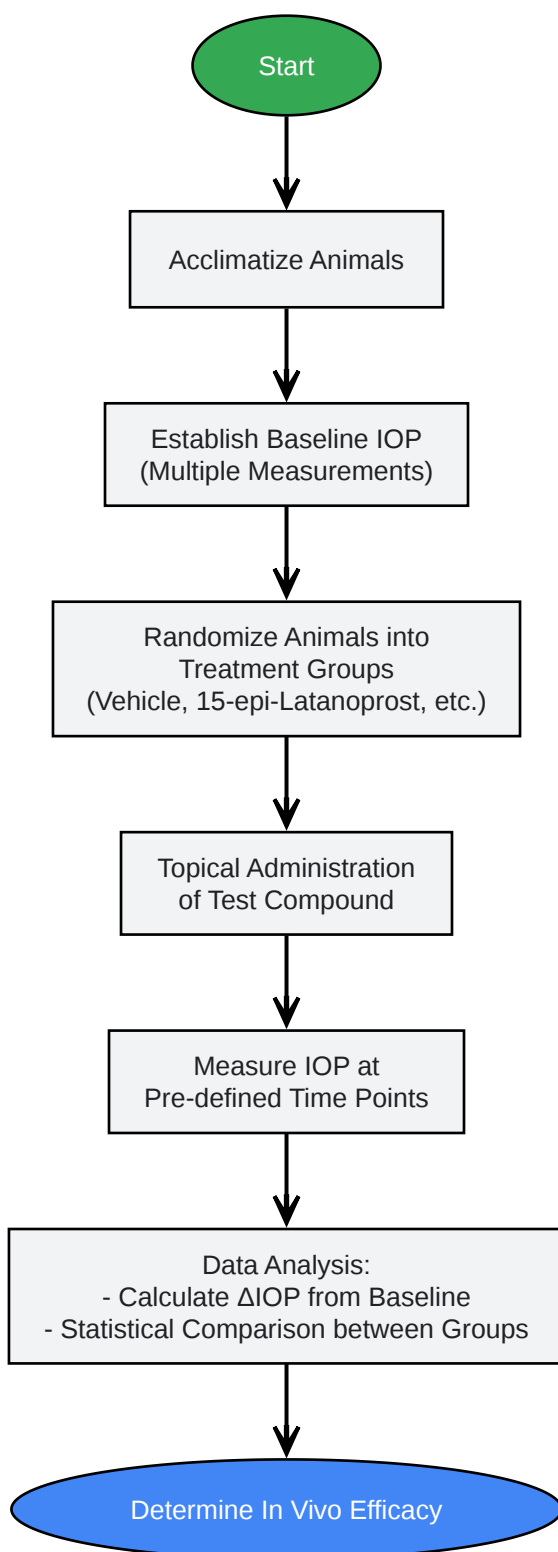 Start
Acclimatize Animals
Establish Baseline IOP
(Multiple Measurements)
Randomize Animals into
Treatment Groups
(Vehicle, 15-epi-Latanoprost, etc.)
Topical Administration
of Test Compound
Measure IOP at
Pre-defined Time Points
Data Analysis:
- Calculate ΔIOP from Baseline
- Statistical Comparison between Groups
Determine In Vivo Efficacy